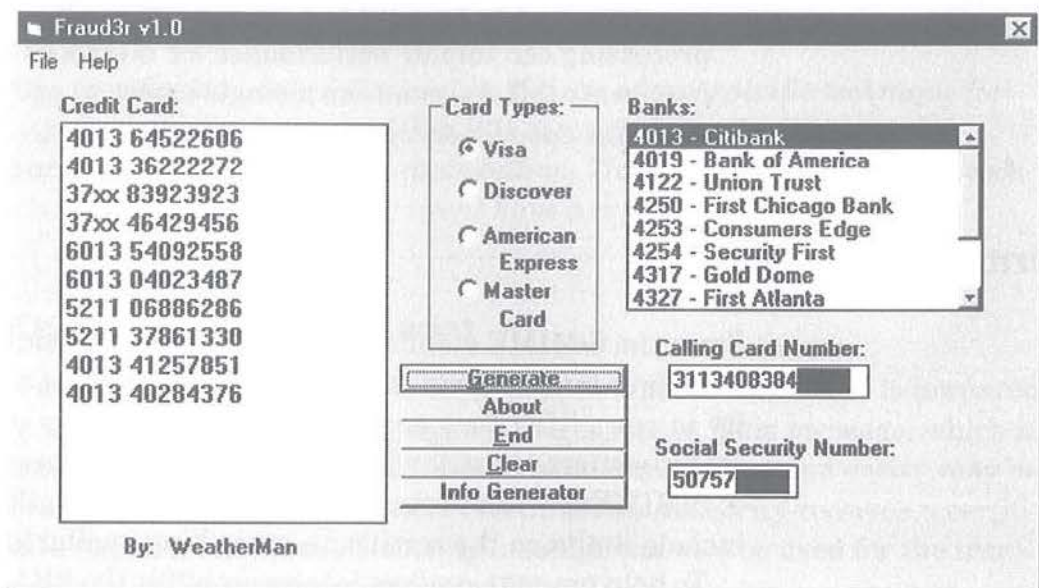 Fraud3r v1.0
File Help
Credit Card:
4013 64522606
4013 36222272
37xx 83923923
37xx 46429456
6013 54092558
6013 04023487
5211 06886286
5211 37861330
4013 41257851
4013 40284376
By: WeatherMan
Card Types:
Visa
Discover
American
Express
Master
Card
Generate
About
End
Clear
Info Generator
Banks:
4013 - Citibank
4019 - Bank of America
4122 - Union Trust
4250 - First Chicago Bank
4253 - Consumers Edge
4254 - Security First
4317 - Gold Dome
4327 - First Atlanta
Calling Card Number:
3113408384
Social Security Number:
50757